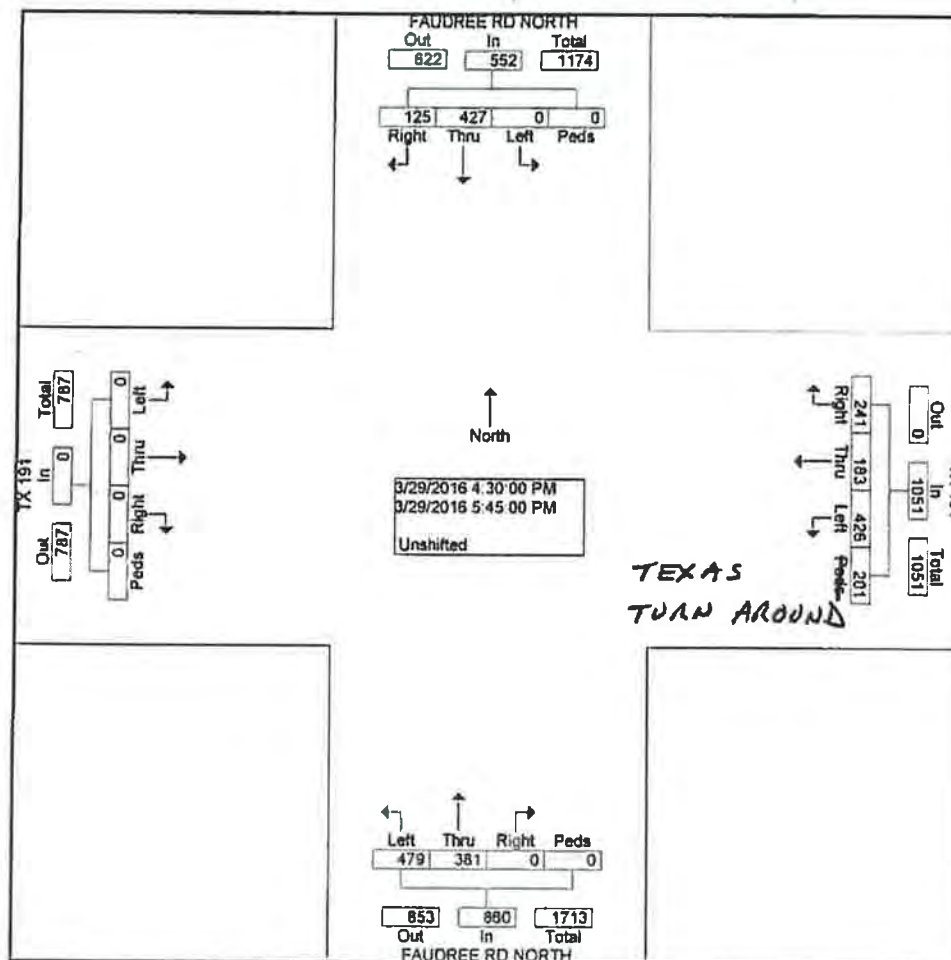 FAUDREE RD NORTH
Out In Total
622 552 1174
125 427 0 0
Right Thru Left Peds
North
3/29/2016 4:30:00 PM
3/29/2016 5:45:00 PM
Unshifted
TX 191
Out In Total
787 0 787
Left Thru Right Peds
0 0 0 0
Out In Total
0 1051 1051
Right Thru Left Peds
241 183 426 201
TEXAS
TURN AROUND
Left Thru Right Peds
479 381 0 0
853 860 1713
Out In Total
FAUDREE RD NORTH